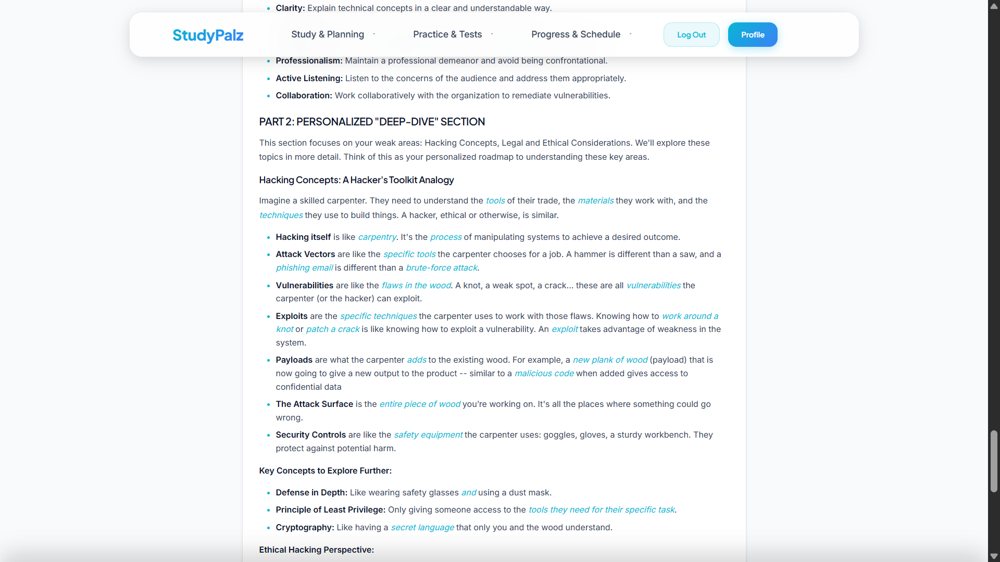 Clarity: Explain technical concepts in a clear and understandable way.
StudyPalz
Study & Planning
Practice & Tests
Progress & Schedule
Log Out
Profile
Professionalism: Maintain a professional demeanor and avoid being confrontational.
Active Listening: Listen to the concerns of the audience and address them appropriately.
Collaboration: Work collaboratively with the organization to remediate vulnerabilities.
PART 2: PERSONALIZED "DEEP-DIVE" SECTION
This section focuses on your weak areas: Hacking Concepts, Legal and Ethical Considerations. We'll explore these
topics in more detail. Think of this as your personalized roadmap to understanding these key areas.
Hacking Concepts: A Hacker's Toolkit Analogy
Imagine a skilled carpenter. They need to understand the tools of their trade, the materials they work with, and the
techniques they use to build things. A hacker, ethical or otherwise, is similar.
Hacking itself is like carpentry. It's the process of manipulating systems to achieve a desired outcome.
Attack Vectors are like the specific tools the carpenter chooses for a job. A hammer is different than a saw, and a
phishing email is different than a brute-force attack.
Vulnerabilities are like the flaws in the wood. A knot, a weak spot, a crack... these are all vulnerabilities the
carpenter (or the hacker) can exploit.
Exploits are the specific techniques the carpenter uses to work with those flaws. Knowing how to work around a
knot or patch a crack is like knowing how to exploit a vulnerability. An exploit takes advantage of weakness in the
system.
Payloads are what the carpenter adds to the existing wood. For example, a new plank of wood (payload) that is
now going to give a new output to the product -- similar to a malicious code when added gives access to
confidential data
The Attack Surface is the entire piece of wood you’re working on. It's all the places where something could go
wrong.
Security Controls are like the safety equipment the carpenter uses: goggles, gloves, a sturdy workbench. They
protect against potential harm.
Key Concepts to Explore Further:
Defense in Depth: Like wearing safety glasses and using a dust mask.
Principle of Least Privilege: Only giving someone access to the tools they need for their specific task.
Cryptography: Like having a secret language that only you and the wood understand.
Ethical Hacking Perspective: